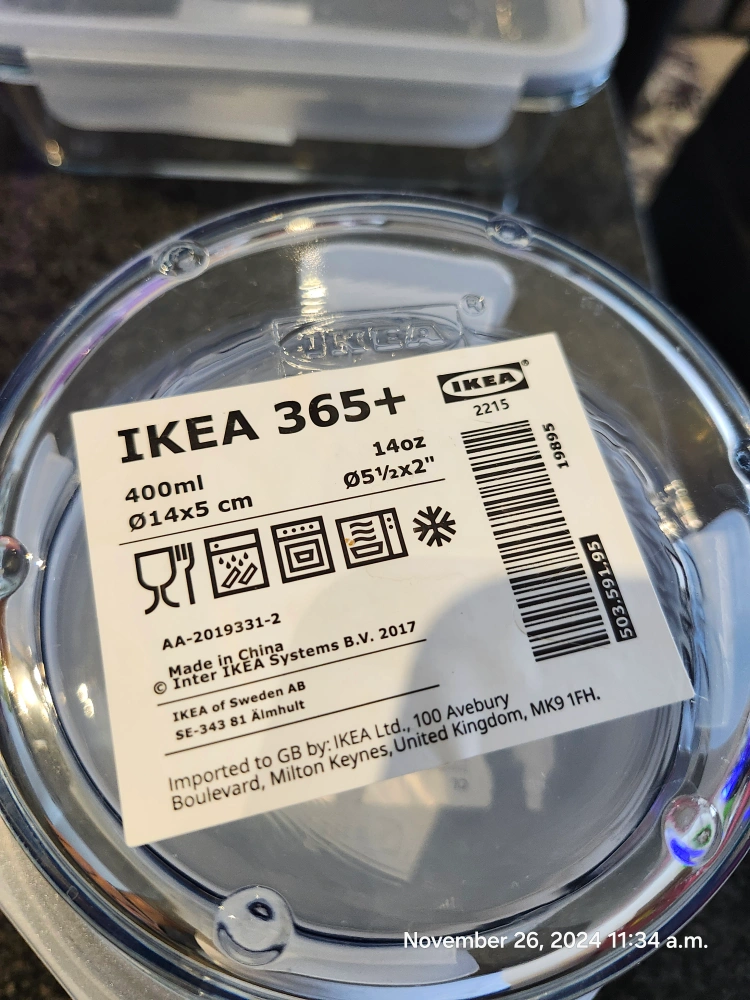 IKEA
®
IKEA 365+
IKEA®
2215
400ml
14oz
Ø14x5 cm
Ø5½x2"
19895
503.591.95
AA-2019331-2
Made in China
© Inter IKEA Systems B.V. 2017
IKEA of Sweden AB
SE-343 81 Älmhult
Imported to GB by: IKEA Ltd., 100 Avebury
Boulevard, Milton Keynes, United Kingdom, MK9 1FH.
November 26, 2024 11:34 a.m.